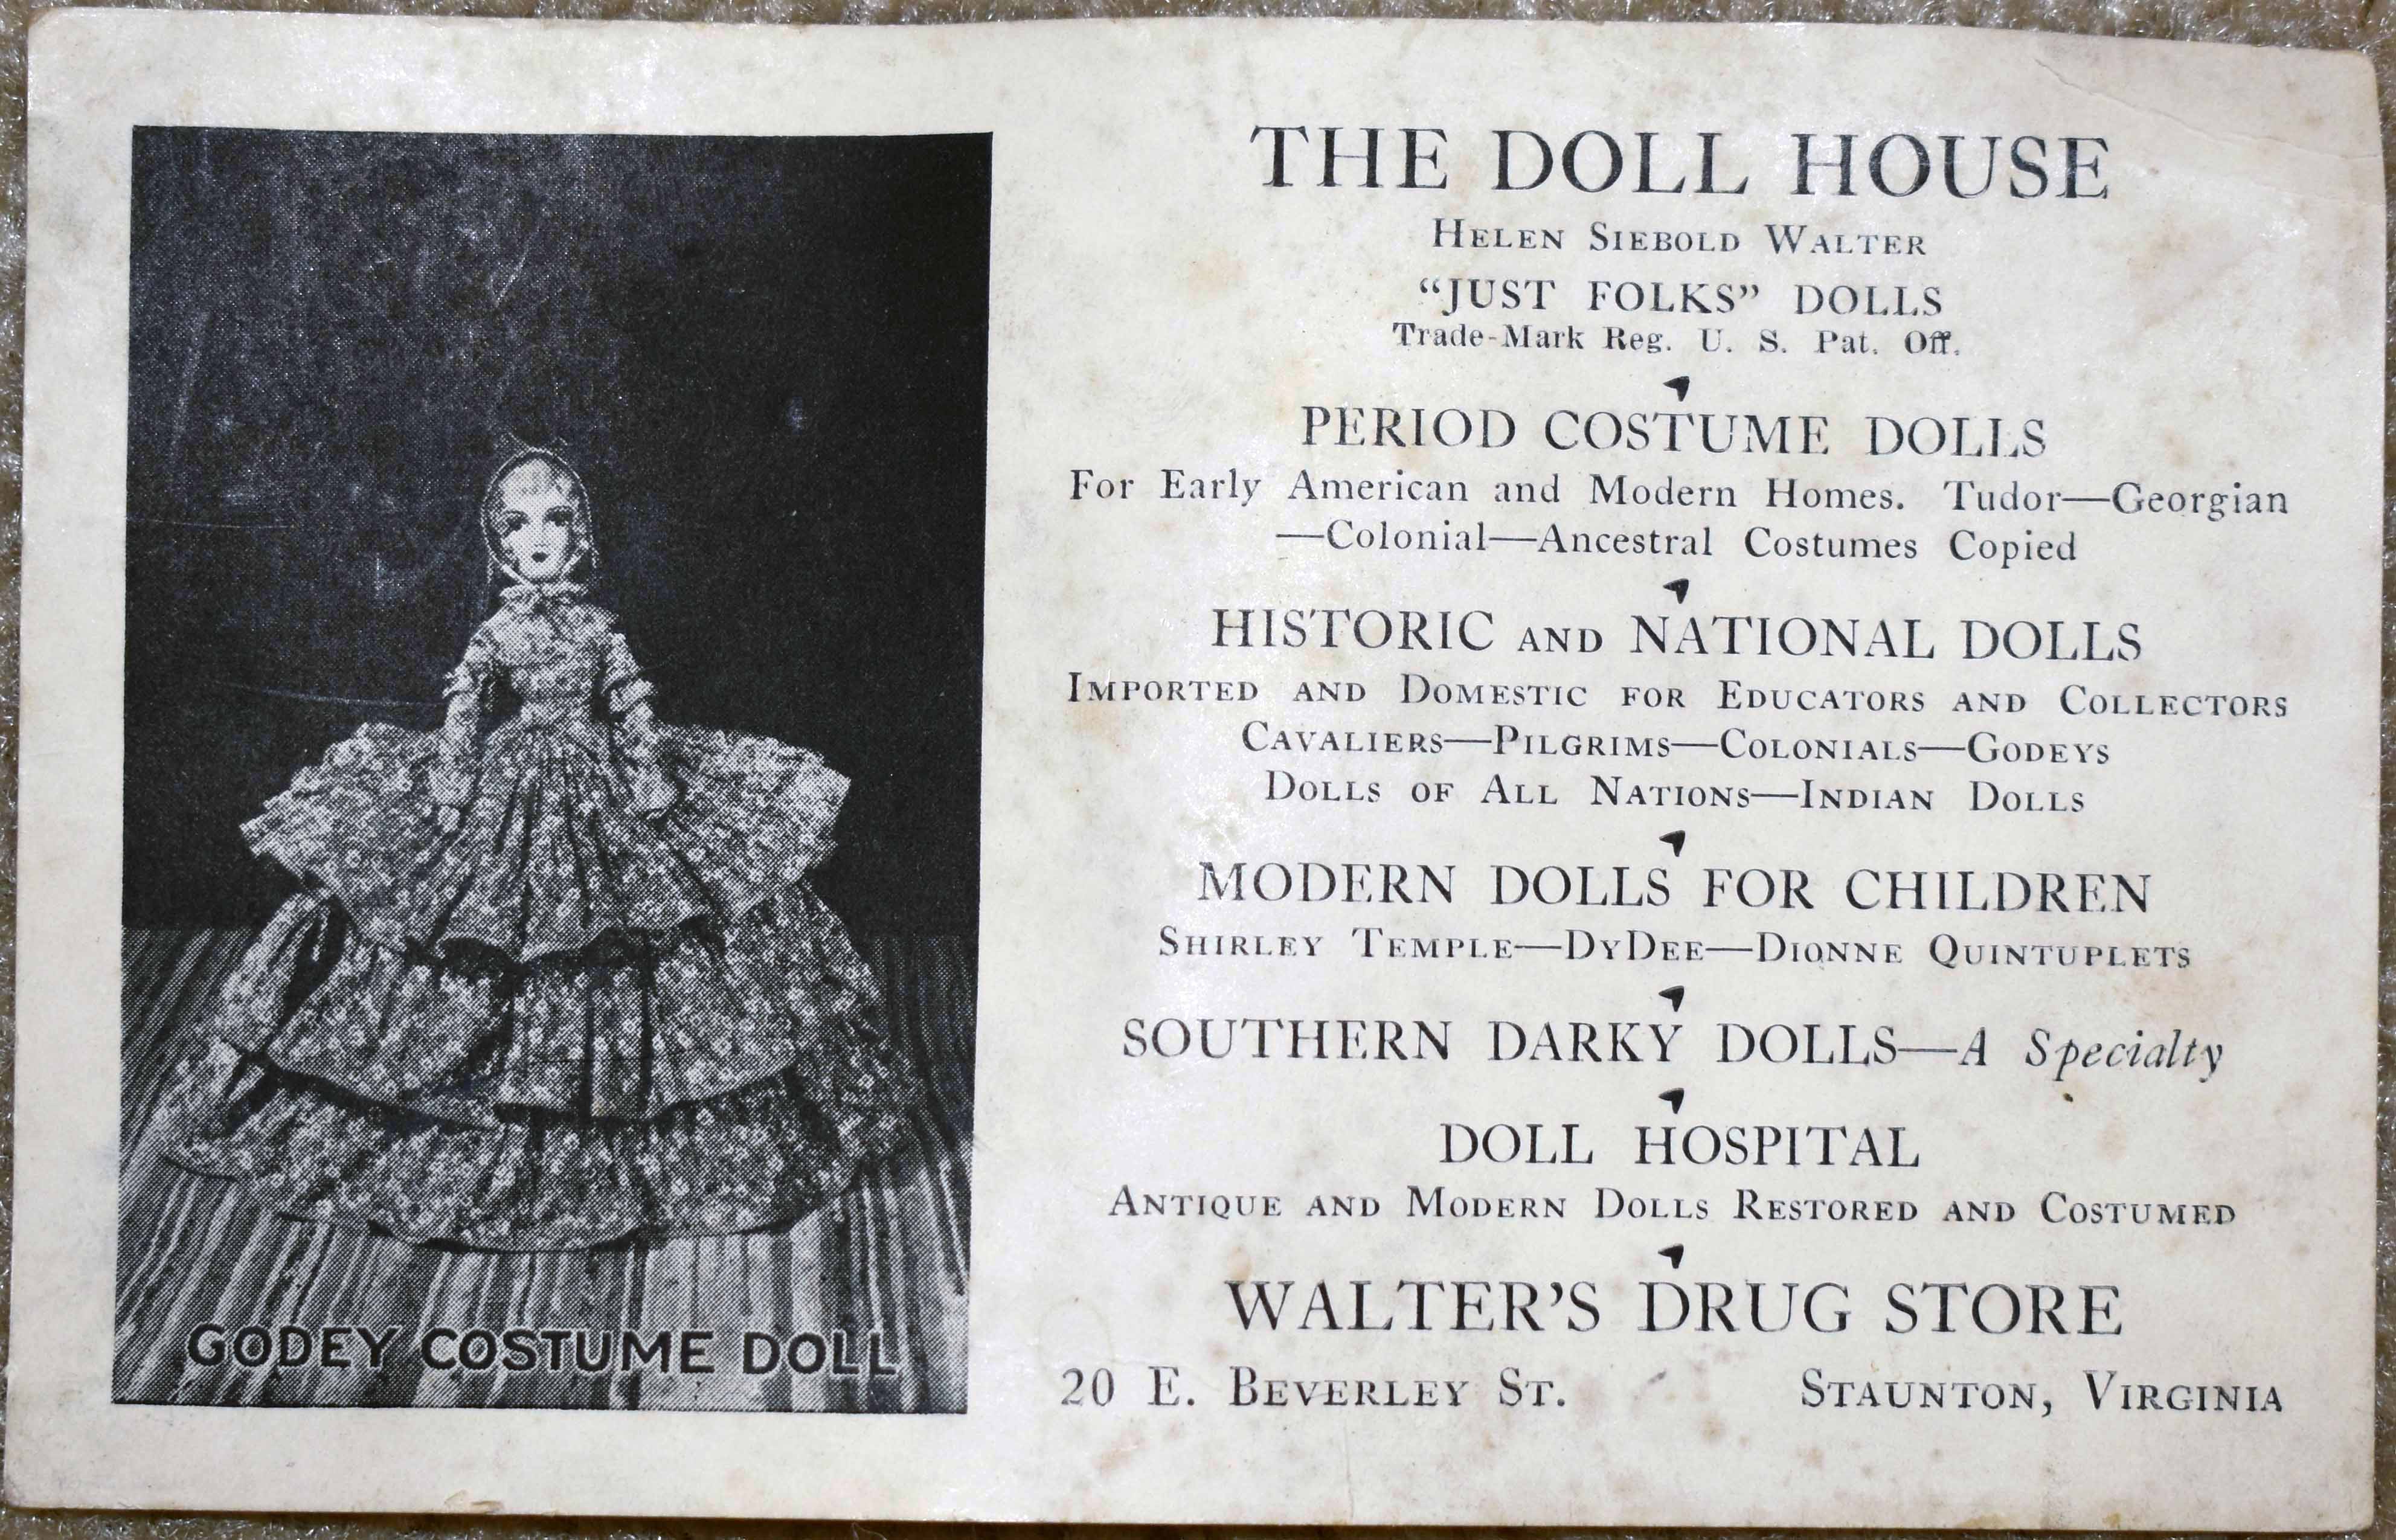 THE DOLL HOUSE
HELEN SIEBOLD WALTER
“JUST FOLKS” DOLLS
Trade-Mark Reg. U. S. Pat. Off.
PERIOD COSTUME DOLLS
For Early American and Modern Homes. Tudor—Georgian
—Colonial—Ancestral Costumes Copied
HISTORIC AND NATIONAL DOLLS
IMPORTED AND DOMESTIC FOR EDUCATORS AND COLLECTORS
CAVALIERS—PILGRIMS—COLONIALS—GODEYS
DOLLS OF ALL NATIONS—INDIAN DOLLS
MODERN DOLLS FOR CHILDREN
SHIRLEY TEMPLE—DYDEE—DIONNE QUINTUPLETS
SOUTHERN DARKY DOLLS—A Specialty
DOLL HOSPITAL
ANTIQUE AND MODERN DOLLS RESTORED AND COSTUMED
WALTER’S DRUG STORE
20 E. BEVERLEY ST. STAUNTON, VIRGINIA
GODEY COSTUME DOLL